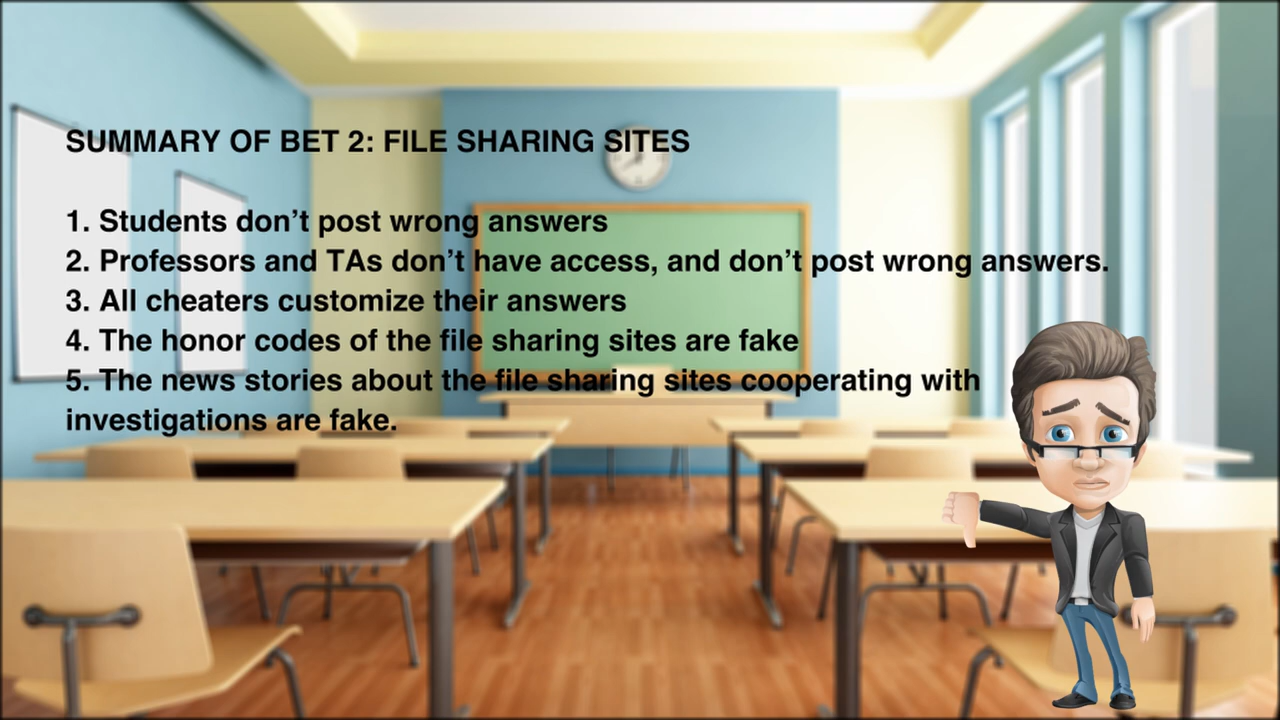 SUMMARY OF BET 2: FILE SHARING SITES
1. Students don’t post wrong answers
2. Professors and TAs don’t have access, and don’t post wrong answers.
3. All cheaters customize their answers
4. The honor codes of the file sharing sites are fake
5. The news stories about the file sharing sites cooperating with
investigations are fake.